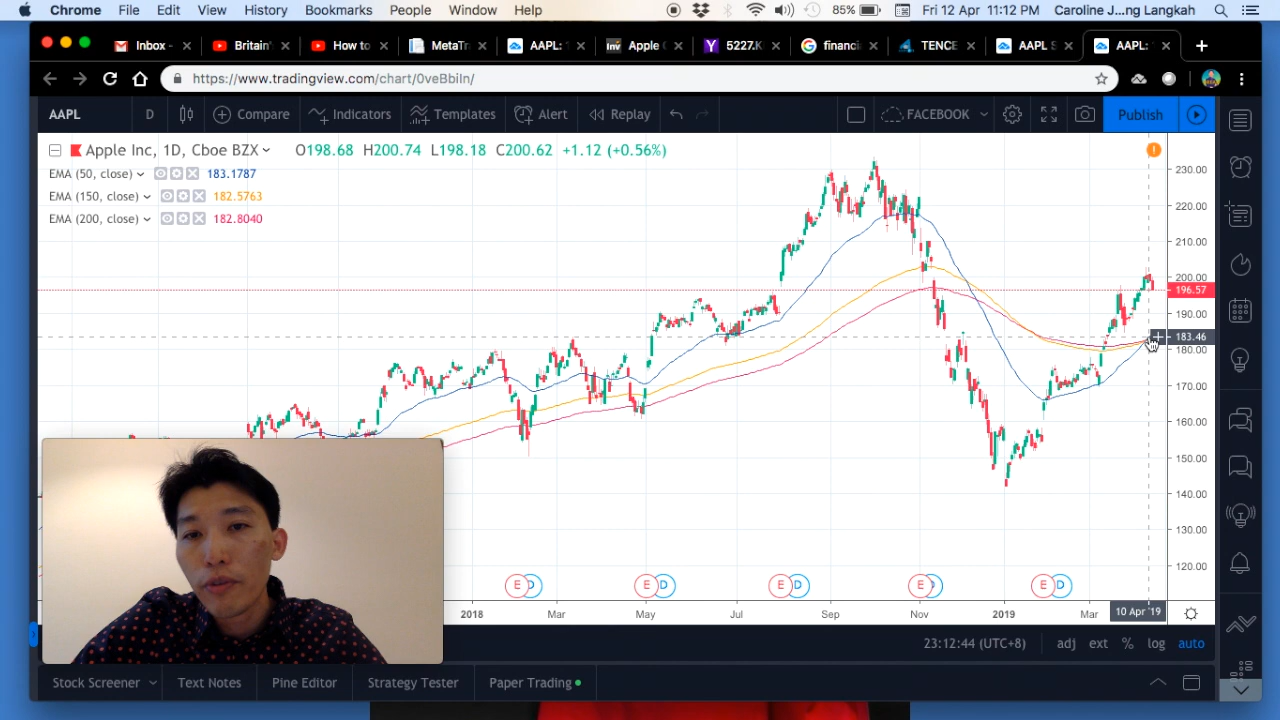 Chrome File Edit View History Bookmarks People Window Help 85% Fri 12 Apr 11:12 PM Caroline J...ng Langkah
Inbox - Britain' How to MetaTr AAPL: Apple Inv 5227.K financi TENCE AAPL S AAPL:
https://www.tradingview.com/chart/0veBbiln/
AAPL D Compare Indicators Templates Alert Replay FACEBOOK Publish
Apple Inc, 1D, Cboe BZX O198.68 H200.74 L198.18 C200.62 +1.12 (+0.56%)
EMA (50, close) 183.1787
EMA (150, close) 182.5763
EMA (200, close) 182.8040
230.00
220.00
210.00
200.00
196.57
190.00
183.46
180.00
170.00
160.00
150.00
140.00
130.00
120.00
E D E D E D E D E D
2018 Mar May Jul Sep Nov 2019 Mar 10 Apr '19
23:12:44 (UTC+8) adj ext % log auto
Stock Screener Text Notes Pine Editor Strategy Tester Paper Trading